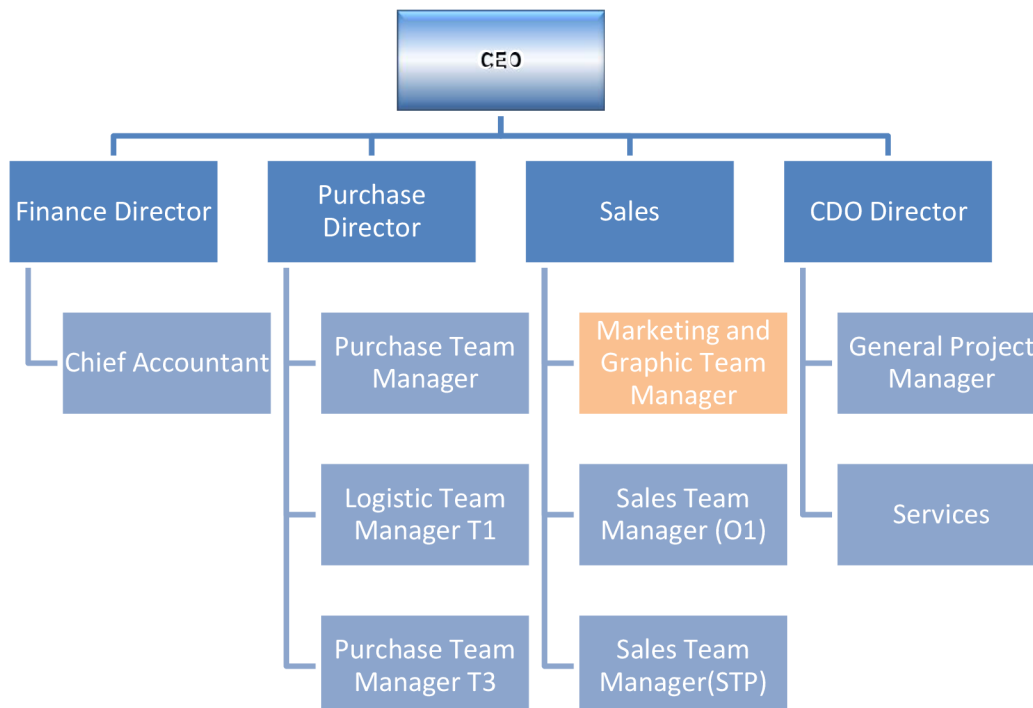 CEO
Finance Director
Purchase
Director
Sales
CDO Director
Chief Accountant
Purchase Team
Manager
Marketing and
Graphic Team
Manager
General Project
Manager
Logistic Team
Manager T1
Sales Team
Manager (O1)
Services
Purchase Team
Manager T3
Sales Team
Manager(STP)